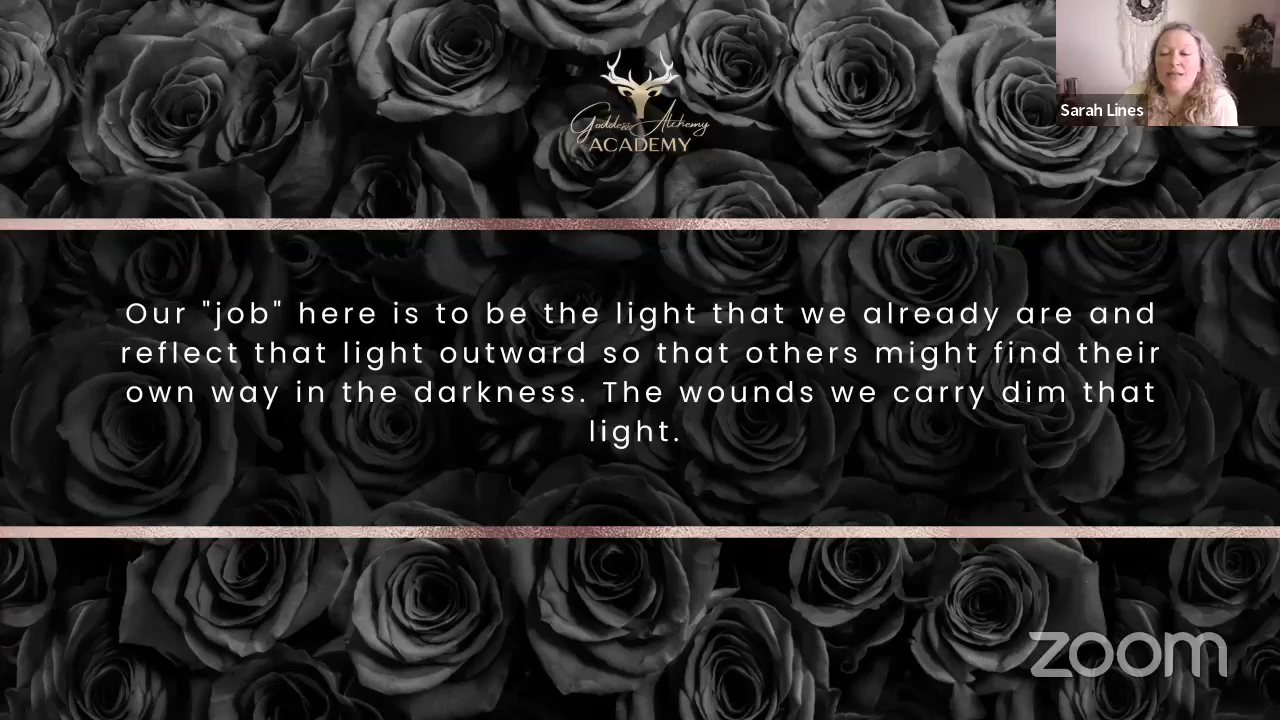 Goddess Alchemy
ACADEMY
Sarah Lines
Our "job" here is to be the light that we already are and
reflect that light outward so that others might find their
own way in the darkness. The wounds we carry dim that
light.
zoom